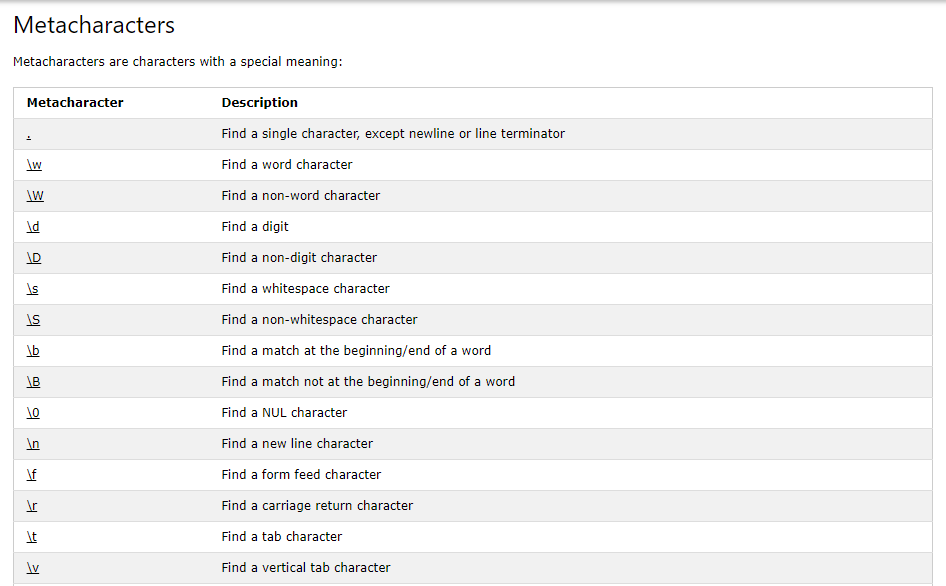 Metacharacters
Metacharacters are characters with a special meaning:
Metacharacter Description
. Find a single character, except newline or line terminator
\w Find a word character
\W Find a non-word character
\d Find a digit
\D Find a non-digit character
\s Find a whitespace character
\S Find a non-whitespace character
\b Find a match at the beginning/end of a word
\B Find a match not at the beginning/end of a word
\0 Find a NUL character
\n Find a new line character
\f Find a form feed character
\r Find a carriage return character
\t Find a tab character
\v Find a vertical tab character